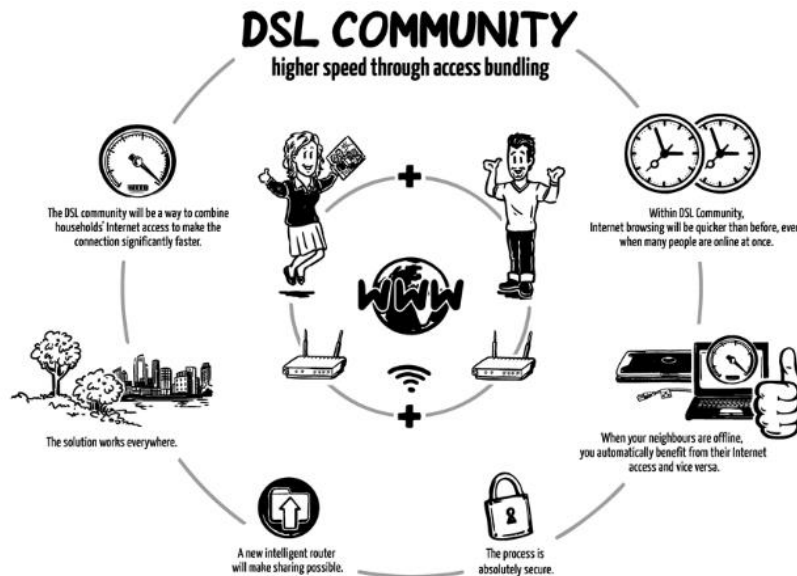 DSL COMMUNITY
higher speed through access bundling
The DSL community will be a way to combine
households' Internet access to make the
connection significantly faster.
Within DSL Community,
Internet browsing will be quicker than before, even
when many people are online at once.
WWW
The solution works everywhere.
When your neighbours are offline,
you automatically benefit from their Internet
access and vice versa.
A new intelligent router
will make sharing possible.
The process is
absolutely secure.